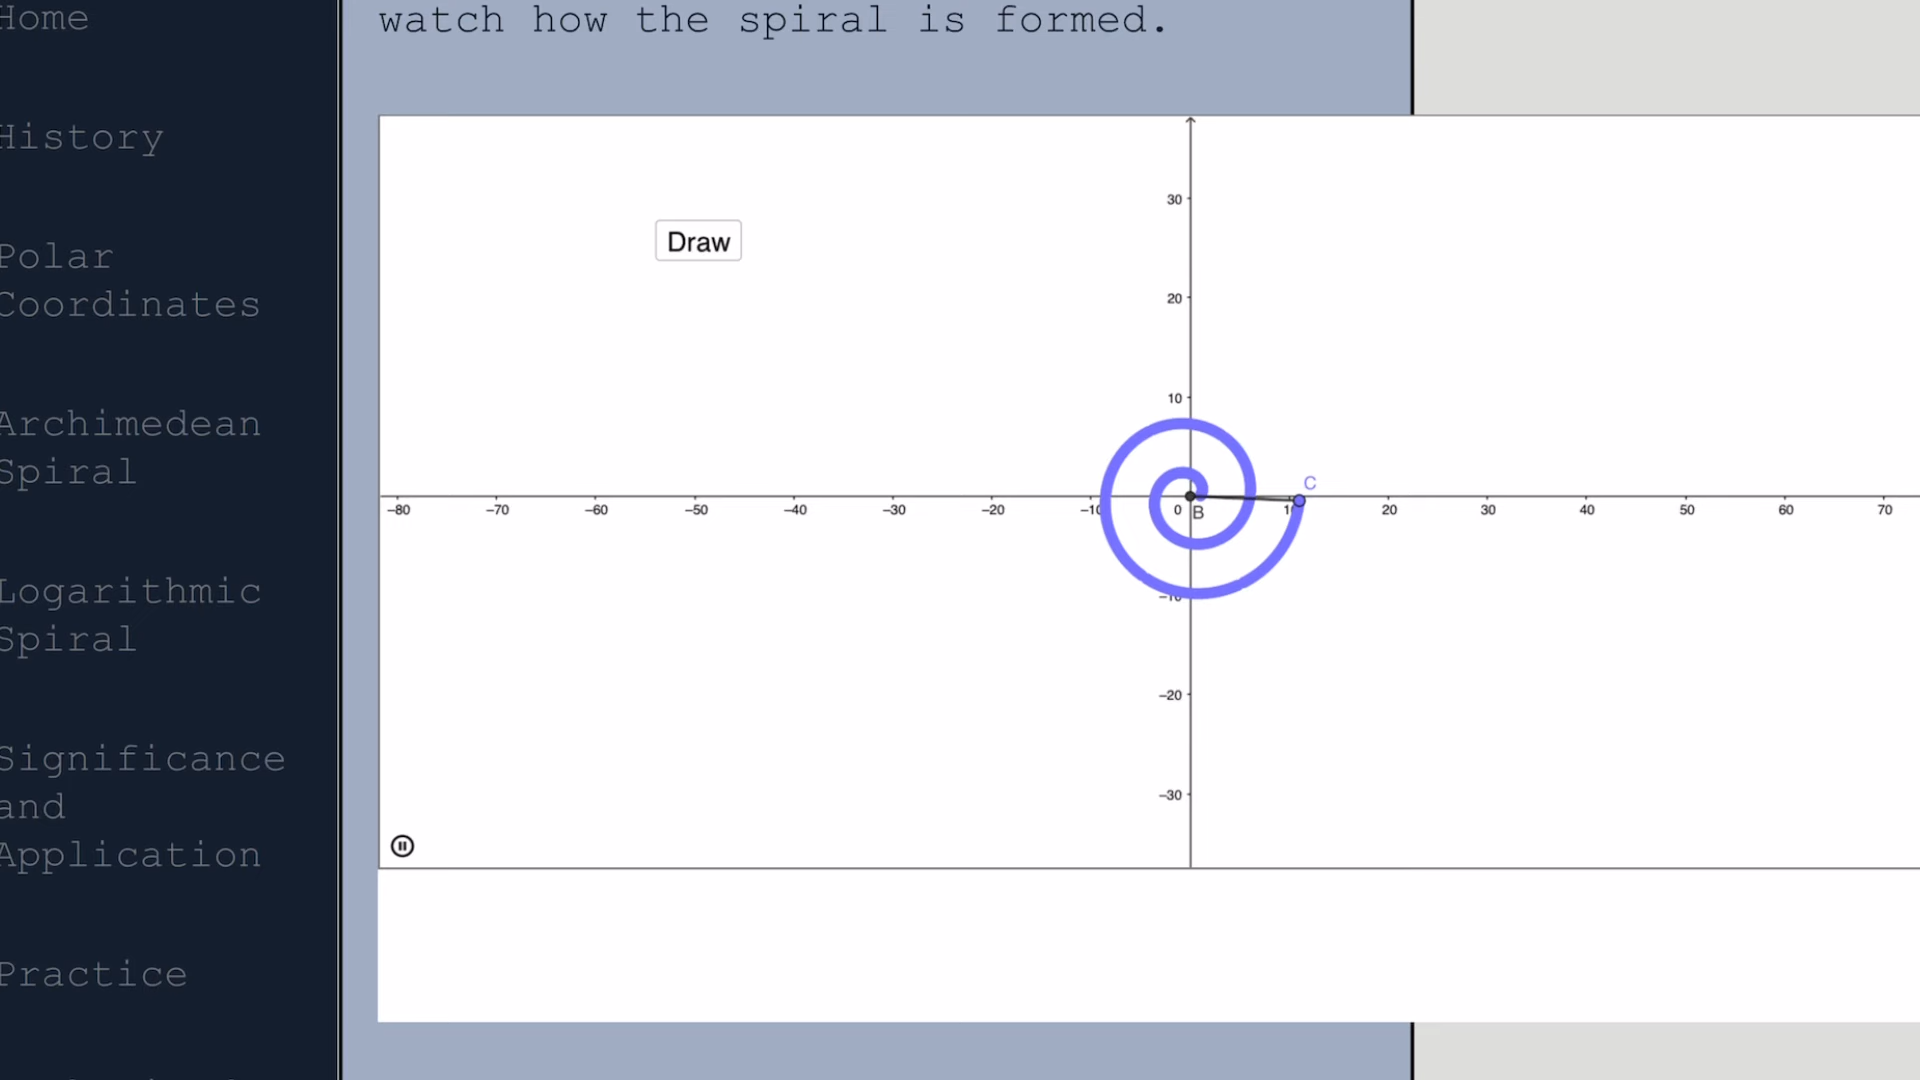 Home
History
Polar
Coordinates
Archimedean
Spiral
Logarithmic
Spiral
Significance
and
Application
Practice
watch how the spiral is formed.
Draw
30
20
10
C
-80 -70 -60 -50 -40 -30 -20 -10 0 B 20 30 40 50 60 70
-10
-20
-30